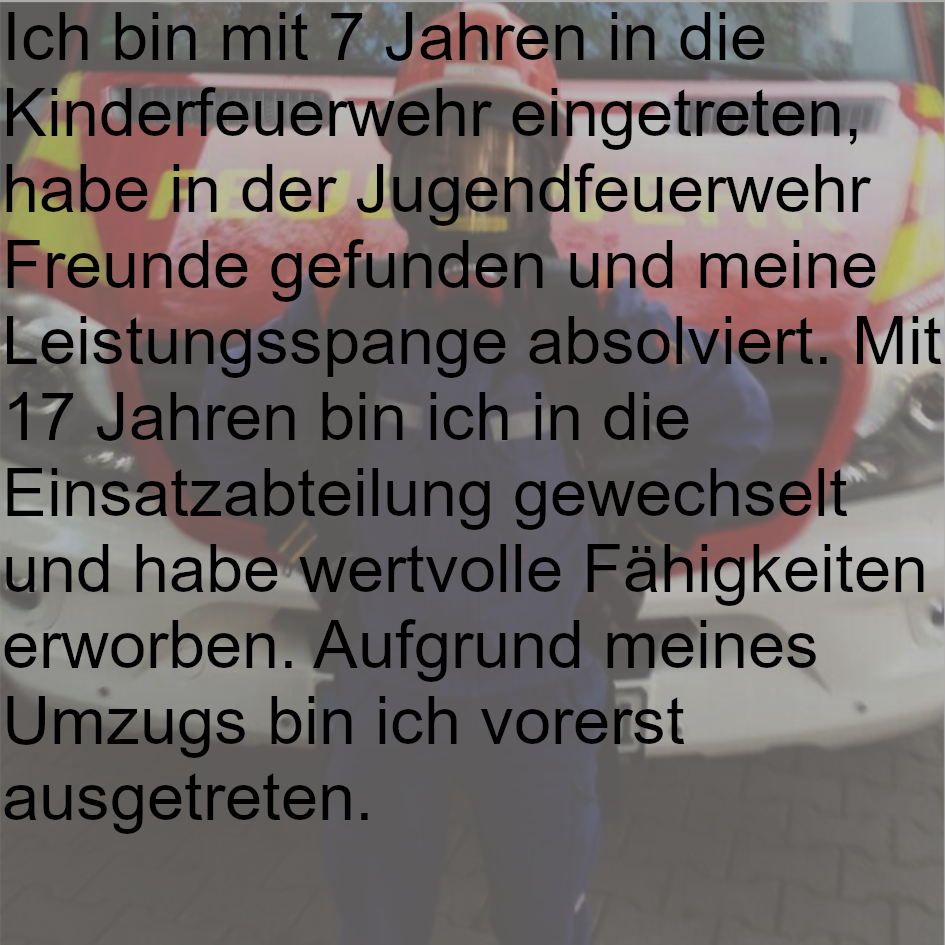 Ich bin mit 7 Jahren in die
Kinderfeuerwehr eingetreten,
habe in der Jugendfeuerwehr
Freunde gefunden und meine
Leistungsspange absolviert. Mit
17 Jahren bin ich in die
Einsatzabteilung gewechselt
und habe wertvolle Fähigkeiten
erworben. Aufgrund meines
Umzugs bin ich vorerst
ausgetreten.